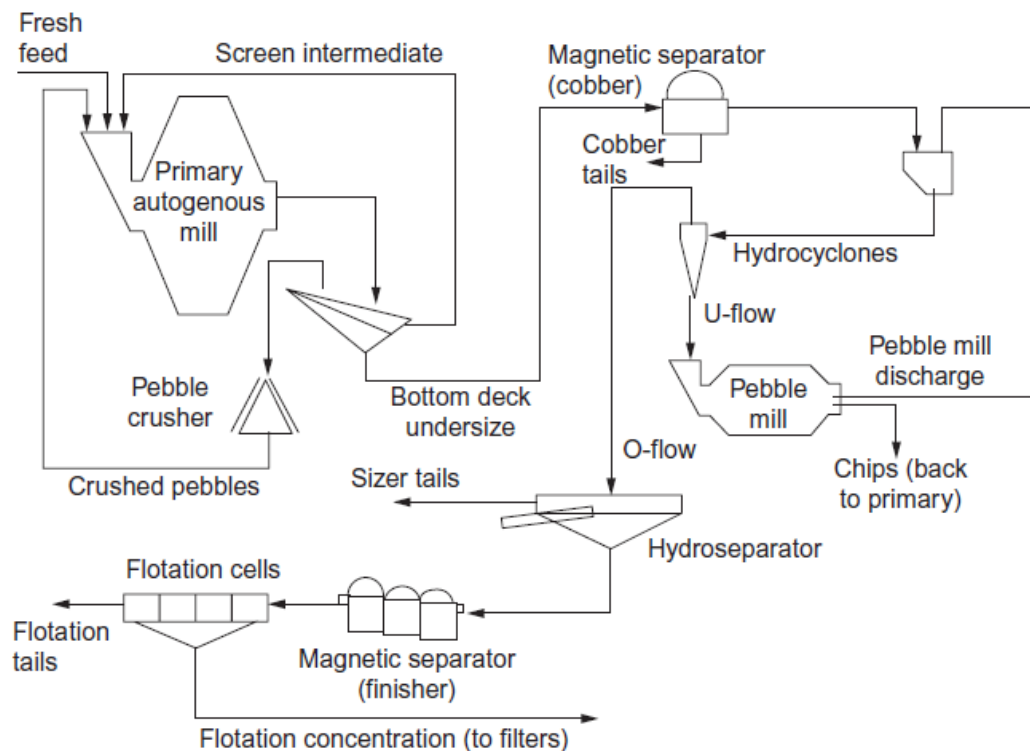 Fresh
feed
Screen intermediate
Magnetic separator
(cobber)
Cobber
tails
Primary
autogenous
mill
Hydrocyclones
U-flow
Pebble mill
discharge
Pebble
crusher
Bottom deck
undersize
Pebble
mill
O-flow
Chips (back
to primary)
Crushed pebbles
Sizer tails
Hydroseparator
Flotation cells
Flotation
tails
Magnetic separator
(finisher)
Flotation concentration (to filters)